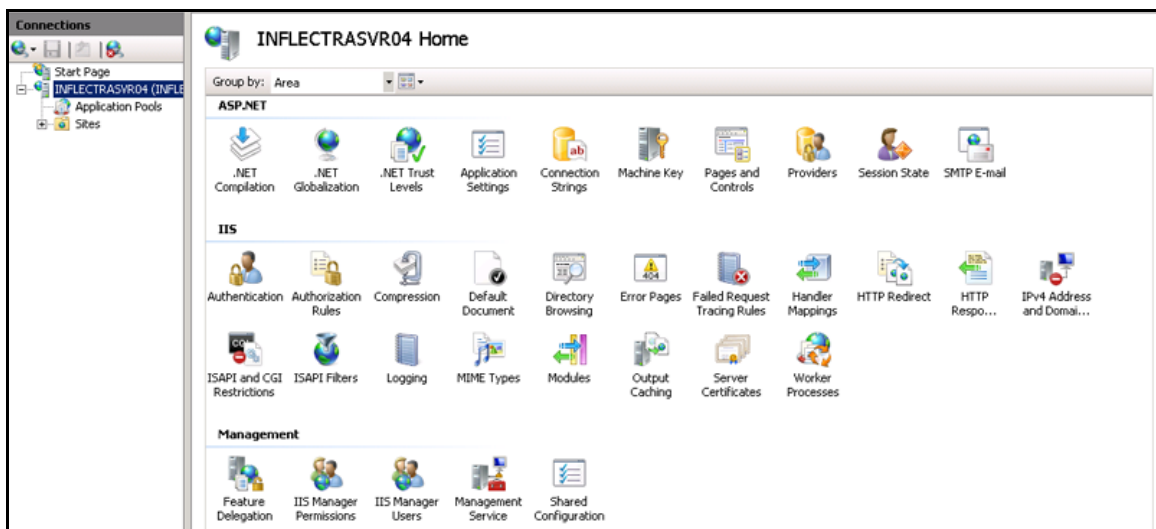 Connections
Start Page
INFLECTRASVR04 (INFLE
Application Pools
Sites
INFLECTRASVR04 Home
Group by: Area
ASP.NET
.NET Compilation
.NET Globalization
.NET Trust Levels
Application Settings
ab
Connection Strings
Machine Key
Pages and Controls
Providers
Session State
SMTP E-mail
IIS
Authentication
Authorization Rules
Compression
Default Document
Directory Browsing
404
Error Pages
Failed Request Tracing Rules
Handler Mappings
HTTP Redirect
HTTP Respo...
IPv4 Address and Domai...
ISAPI and CGI Restrictions
ISAPI Filters
Logging
MIME Types
Modules
Output Caching
Server Certificates
Worker Processes
Management
Feature Delegation
IIS Manager Permissions
IIS Manager Users
Management Service
Shared Configuration